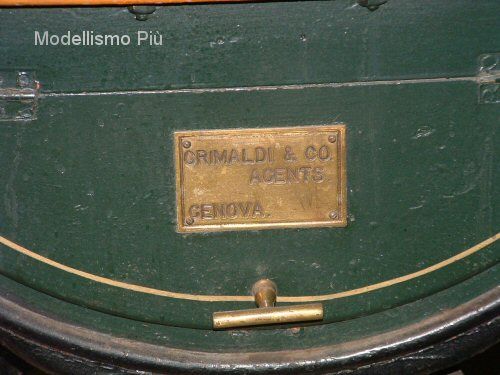 Modellismo Più
GRIMALDI & CO.
AGENTS
GENOVA.